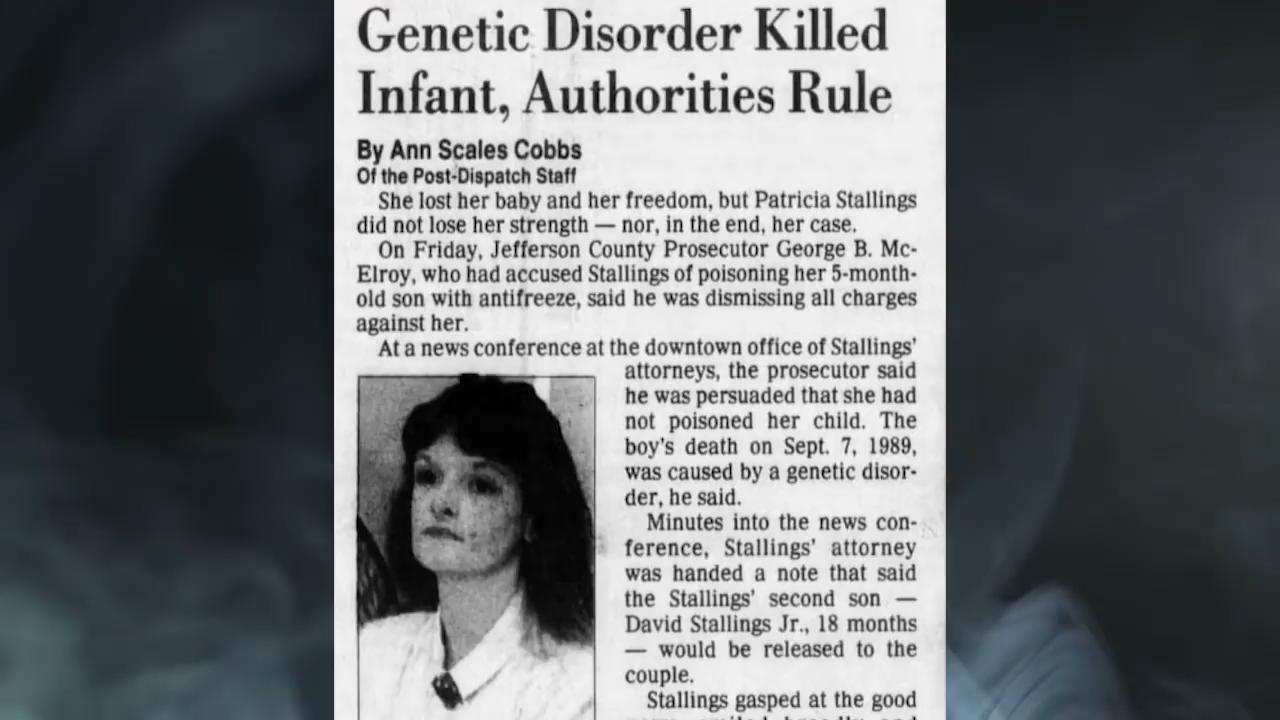 Genetic Disorder Killed
Infant, Authorities Rule
By Ann Scales Cobbs
Of the Post-Dispatch Staff
She lost her baby and her freedom, but Patricia Stallings
did not lose her strength — nor, in the end, her case.
On Friday, Jefferson County Prosecutor George B. Mc-
Elroy, who had accused Stallings of poisoning her 5-month-
old son with antifreeze, said he was dismissing all charges
against her.
At a news conference at the downtown office of Stallings'
attorneys, the prosecutor said
he was persuaded that she had
not poisoned her child. The
boy's death on Sept. 7, 1989,
was caused by a genetic disor-
der, he said.
Minutes into the news con-
ference, Stallings' attorney
was handed a note that said
the Stallings' second son —
David Stallings Jr., 18 months
— would be released to the
couple.
Stallings gasped at the good